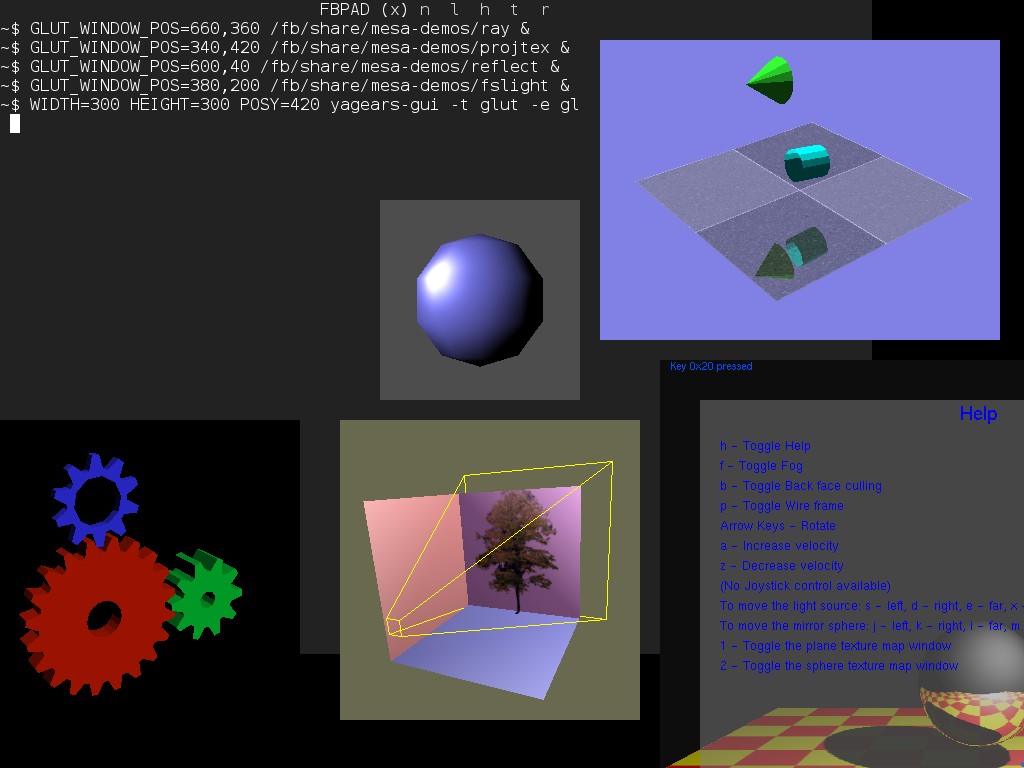 FBPAD (x) n l h t r
~$ GLUT_WINDOW_POS=660,360 /fb/share/mesa-demos/ray &
~$ GLUT_WINDOW_POS=340,420 /fb/share/mesa-demos/projtex &
~$ GLUT_WINDOW_POS=600,40 /fb/share/mesa-demos/reflect &
~$ GLUT_WINDOW_POS=380,200 /fb/share/mesa-demos/fslight &
~$ WIDTH=300 HEIGHT=300 POSY=420 yagears-gui -t glut -e gl
Key 0x20 pressed
Help
h - Toggle Help
f - Toggle Fog
b - Toggle Back face culling
p - Toggle Wire frame
Arrow Keys - Rotate
a - Increase velocity
z - Decrease velocity
(No Joystick control available)
To move the light source: s - left, d - right, e - far, x -
To move the mirror sphere: j - left, k - right, i - far, m
1 - Toggle the plane texture map window
2 - Toggle the sphere texture map window